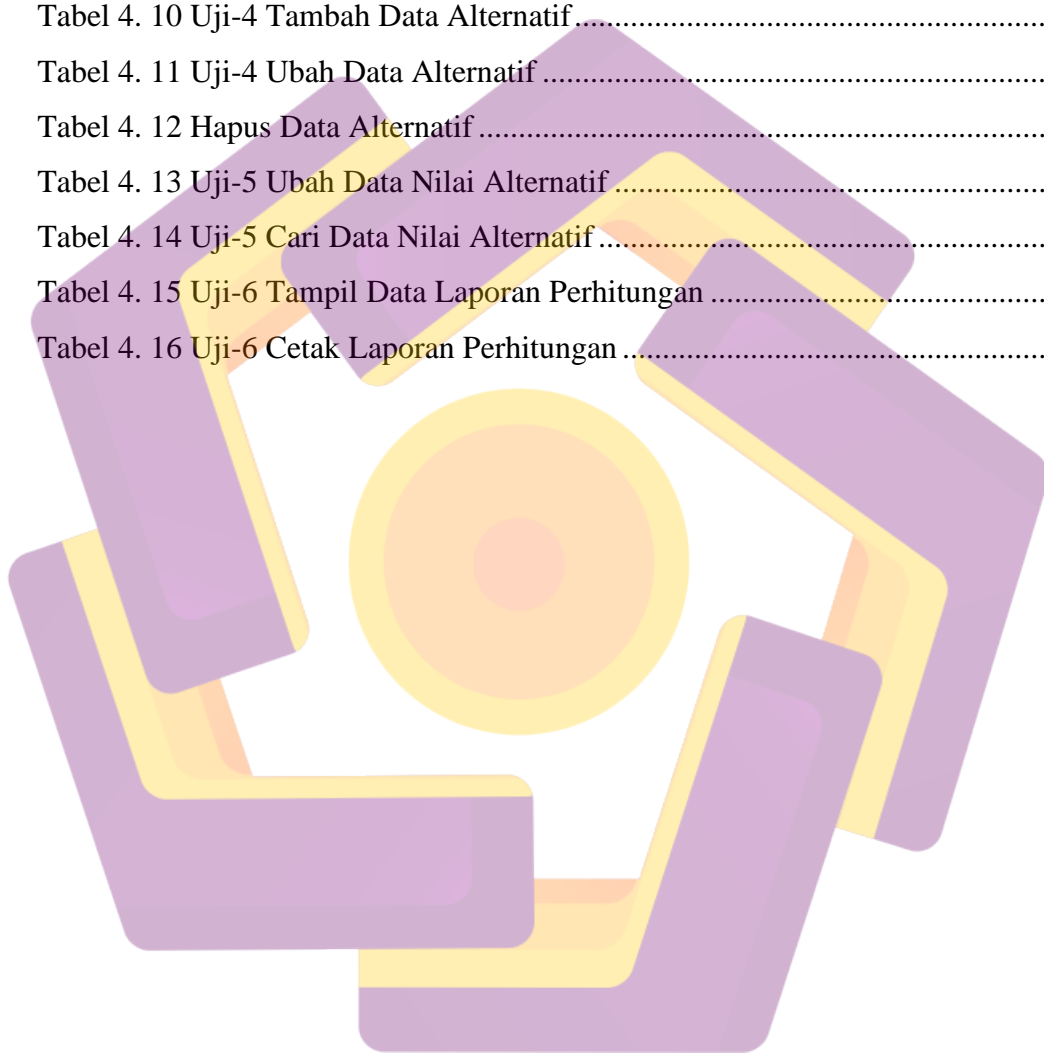 Tabel 4. 10 Uji-4 Tambah Data Alternatif..........................................................
Tabel 4. 11 Uji-4 Ubah Data Alternatif..............................................................
Tabel 4. 12 Hapus Data Alternatif......................................................................
Tabel 4. 13 Uji-5 Ubah Data Nilai Alternatif.....................................................
Tabel 4. 14 Uji-5 Cari Data Nilai Alternatif.......................................................
Tabel 4. 15 Uji-6 Tampil Data Laporan Perhitungan.........................................
Tabel 4. 16 Uji-6 Cetak Laporan Perhitungan....................................................